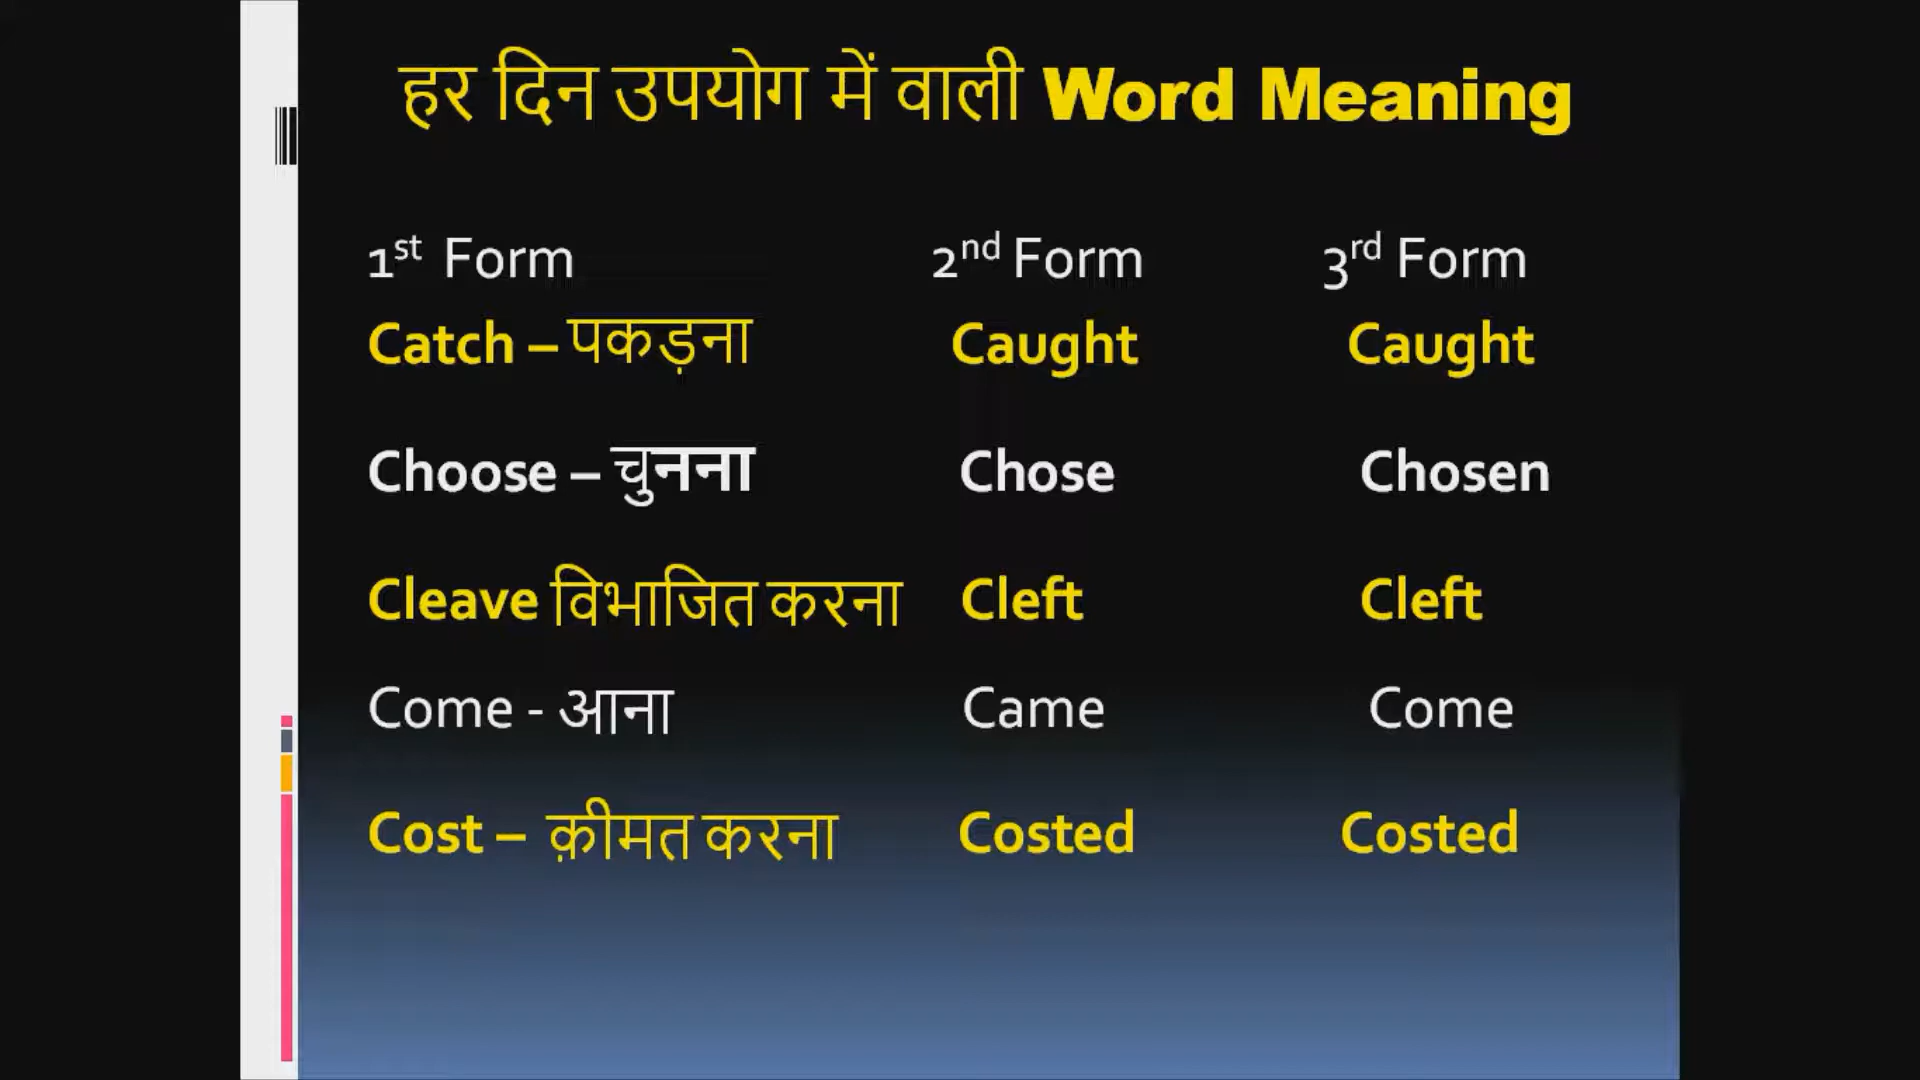 हर दिन उपयोग में वाली Word Meaning
1st Form 2nd Form 3rd Form
Catch – पकड़ना Caught Caught
Choose – चुनना Chose Chosen
Cleave विभाजित करना Cleft Cleft
Come - आना Came Come
Cost – क़ीमत करना Costed Costed